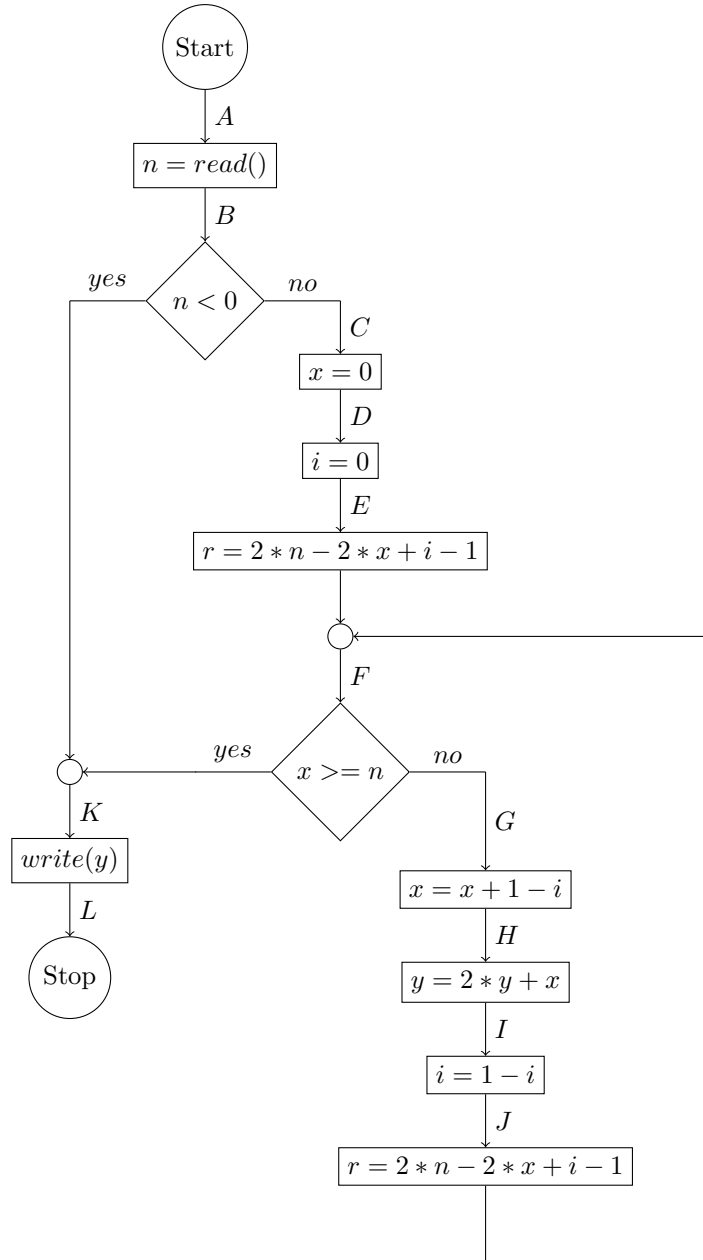 Start
A
n = read()
B
yes
n < 0
no
C
x = 0
D
i = 0
E
r = 2 ∗ n − 2 ∗ x + i − 1
F
yes
x >= n
no
K
G
write(y)
x = x + 1 − i
L
H
Stop
y = 2 ∗ y + x
I
i = 1 − i
J
r = 2 ∗ n − 2 ∗ x + i − 1